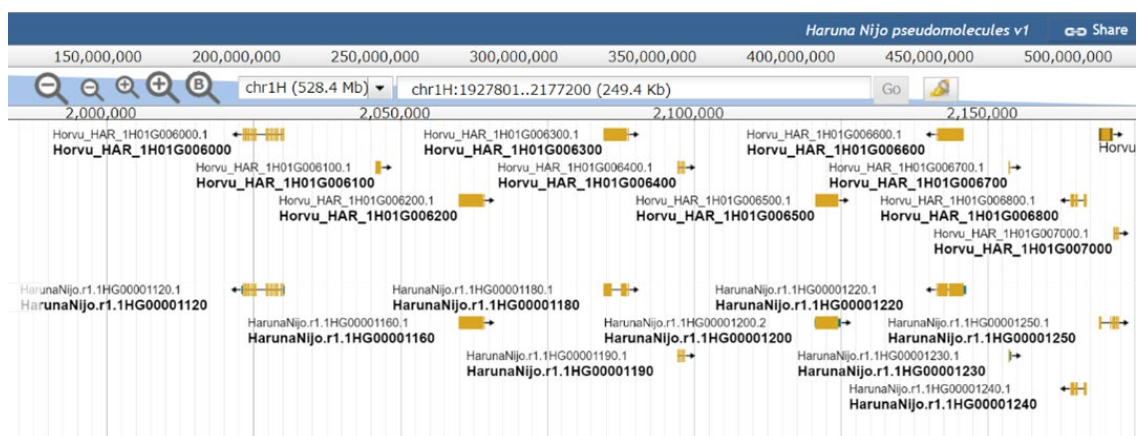 Haruna Nijo pseudomolecules v1 Share
150,000,000 200,000,000 250,000,000 300,000,000 350,000,000 400,000,000 450,000,000 500,000,000
B chr1H (528.4 Mb) chr1H:1927801..2177200 (249.4 Kb) Go
2,000,000 2,050,000 2,100,000 2,150,000
Horvu_HAR_1H01G006000.1 Horvu_HAR_1H01G006300.1 Horvu_HAR_1H01G006600.1
Horvu_HAR_1H01G006000 Horvu_HAR_1H01G006300 Horvu_HAR_1H01G006600 Horvu
Horvu_HAR_1H01G006100.1 Horvu_HAR_1H01G006400.1 Horvu_HAR_1H01G006700.1
Horvu_HAR_1H01G006100 Horvu_HAR_1H01G006400 Horvu_HAR_1H01G006700
Horvu_HAR_1H01G006200.1 Horvu_HAR_1H01G006500.1 Horvu_HAR_1H01G006800.1
Horvu_HAR_1H01G006200 Horvu_HAR_1H01G006500 Horvu_HAR_1H01G006800
Horvu_HAR_1H01G007000.1
Horvu_HAR_1H01G007000
HarunaNijo.r1.1HG00001120.1 HarunaNijo.r1.1HG00001180.1 HarunaNijo.r1.1HG00001220.1
HarunaNijo.r1.1HG00001120 HarunaNijo.r1.1HG00001180 HarunaNijo.r1.1HG00001220
HarunaNijo.r1.1HG00001160.1 HarunaNijo.r1.1HG00001200.2 HarunaNijo.r1.1HG00001250.1
HarunaNijo.r1.1HG00001160 HarunaNijo.r1.1HG00001200 HarunaNijo.r1.1HG00001250
HarunaNijo.r1.1HG00001190.1 HarunaNijo.r1.1HG00001230.1
HarunaNijo.r1.1HG00001190 HarunaNijo.r1.1HG00001230
HarunaNijo.r1.1HG00001240.1
HarunaNijo.r1.1HG00001240